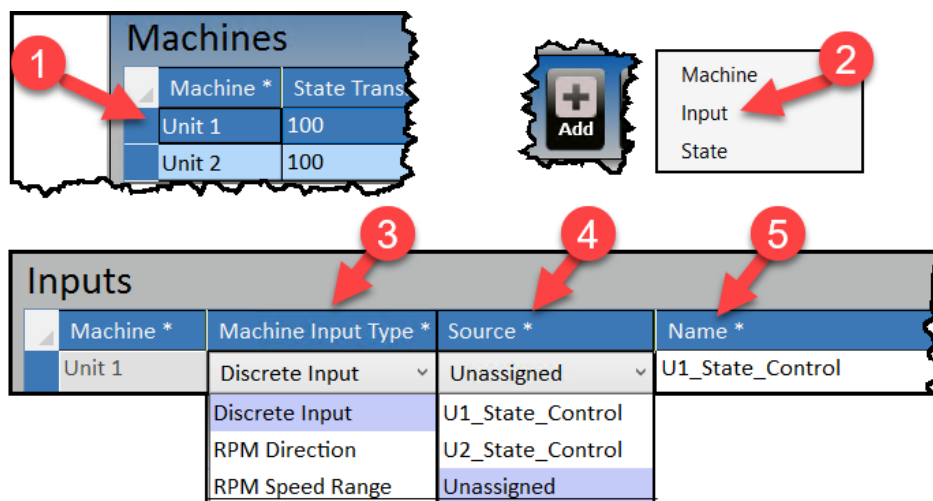 Machines
1
2
Machine * State Trans
Unit 1 100
Unit 2 100
Add
Machine
Input
State
3
4
5
Inputs
Machine * Machine Input Type * Source * Name *
Unit 1 Discrete Input Unassigned U1_State_Control
Discrete Input U1_State_Control
RPM Direction U2_State_Control
RPM Speed Range Unassigned